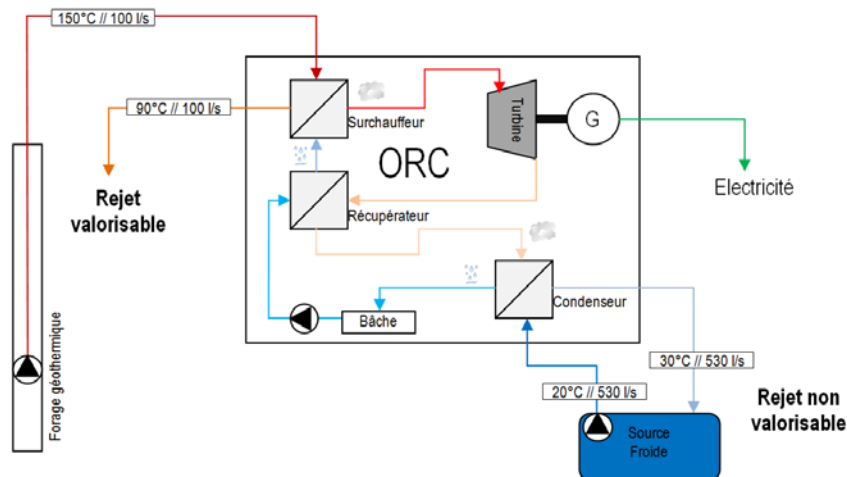 150°C // 100 l/s
90°C // 100 l/s
Surchauffeur
Turbine
G
ORC
Electricité
Rejet
valorisable
Récupérateur
Condenseur
Bâche
Forage géothermique
30°C // 530 l/s
20°C // 530 l/s
Rejet non
valorisable
Source
Froide